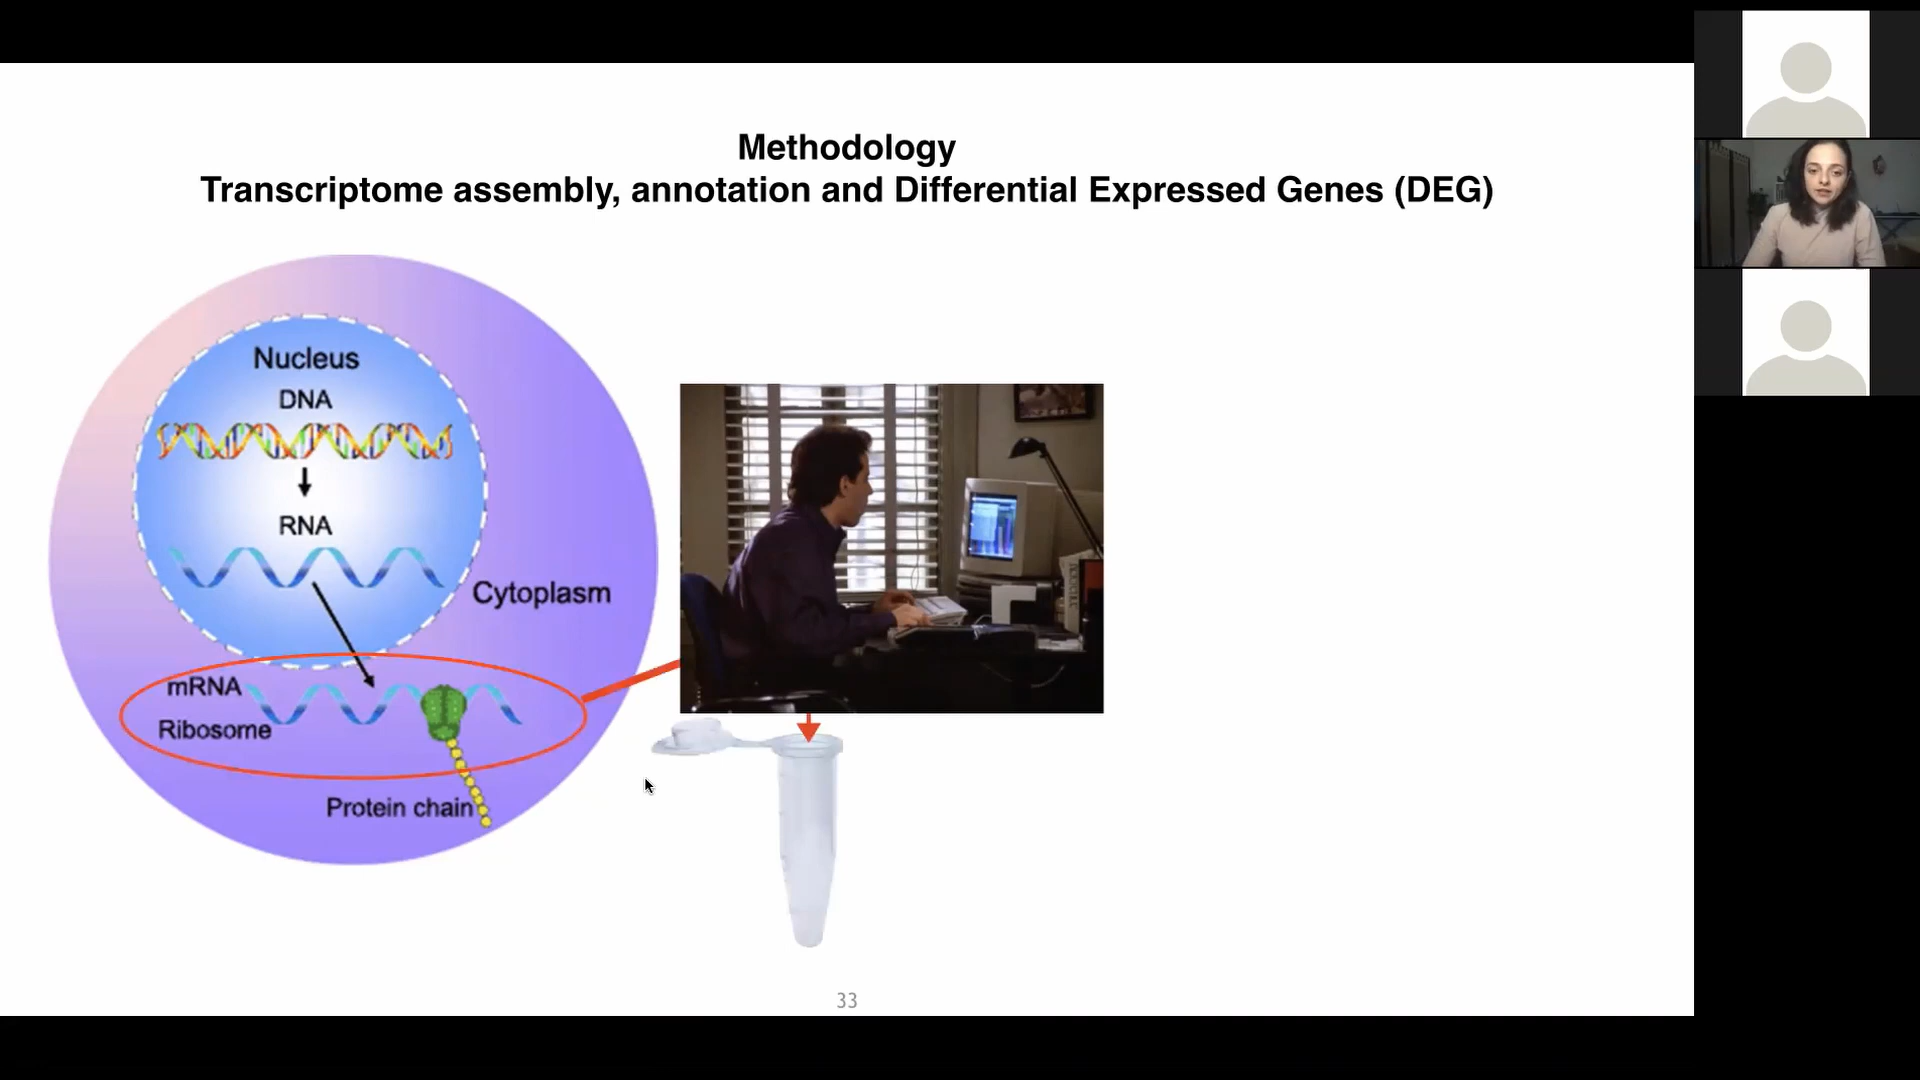 Methodology
Transcriptome assembly, annotation and Differential Expressed Genes (DEG)
Nucleus
DNA
RNA
Cytoplasm
mRNA
Ribosome
Protein chain
33